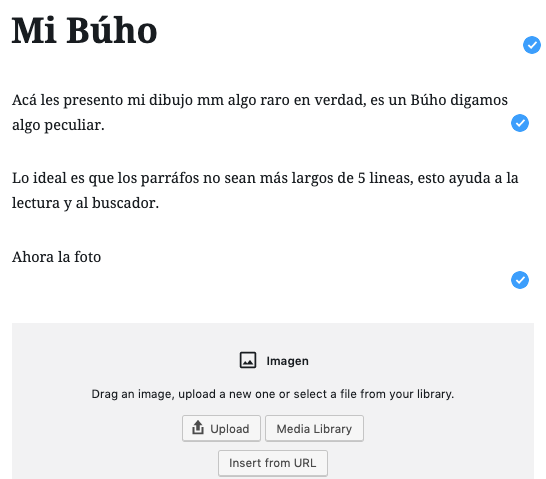 Mi Búho
Acá les presento mi dibujo mm algo raro en verdad, es un Búho digamos
algo peculiar.
Lo ideal es que los parráfos no sean más largos de 5 lineas, esto ayuda a la
lectura y al buscador.
Ahora la foto
Imagen
Drag an image, upload a new one or select a file from your library.
Upload
Media Library
Insert from URL